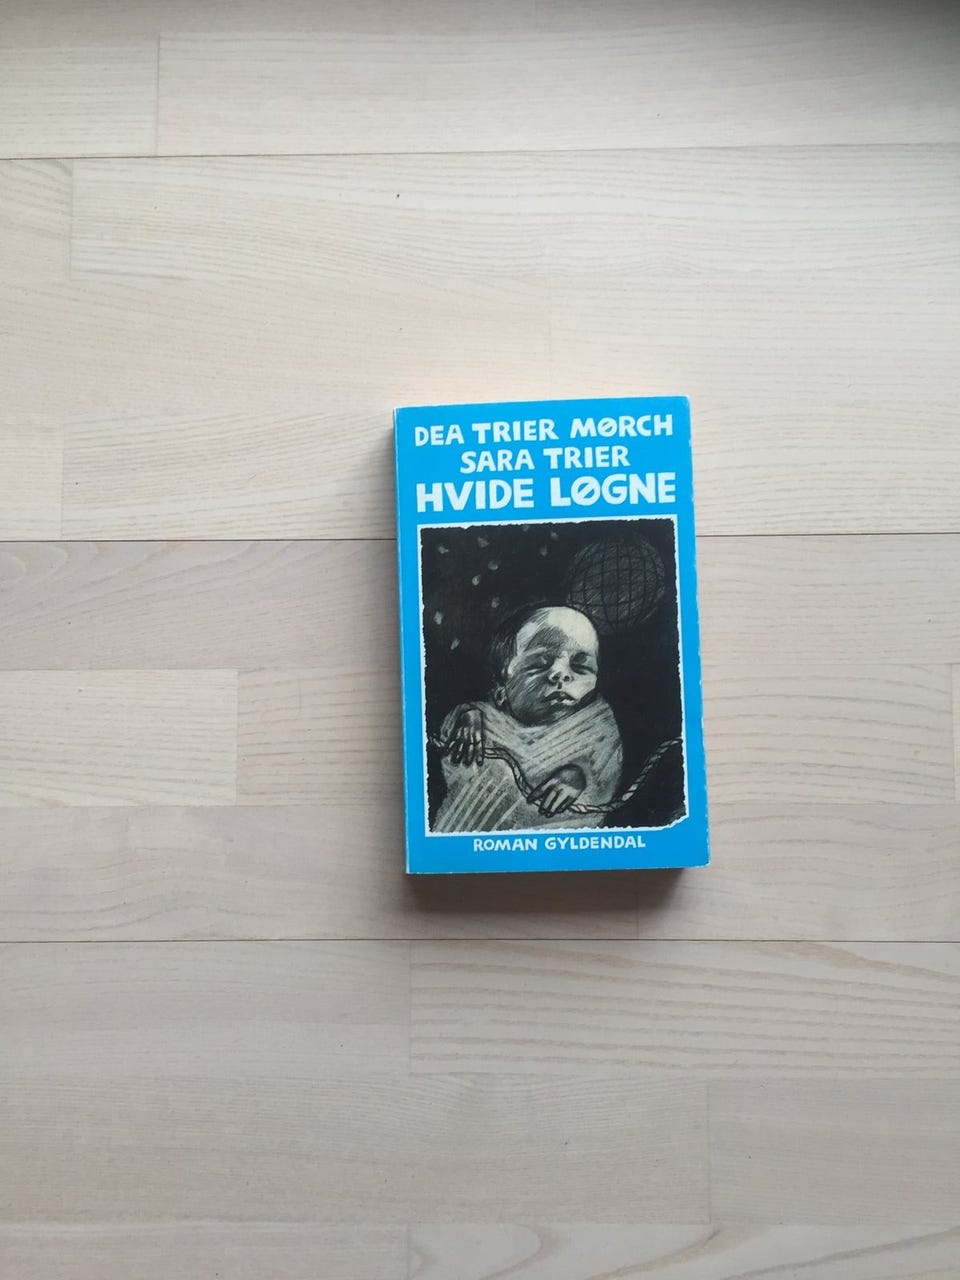 DEA TRIER MØRCH
SARA TRIER
HVIDE LØGNE
ROMAN GYLDENDAL